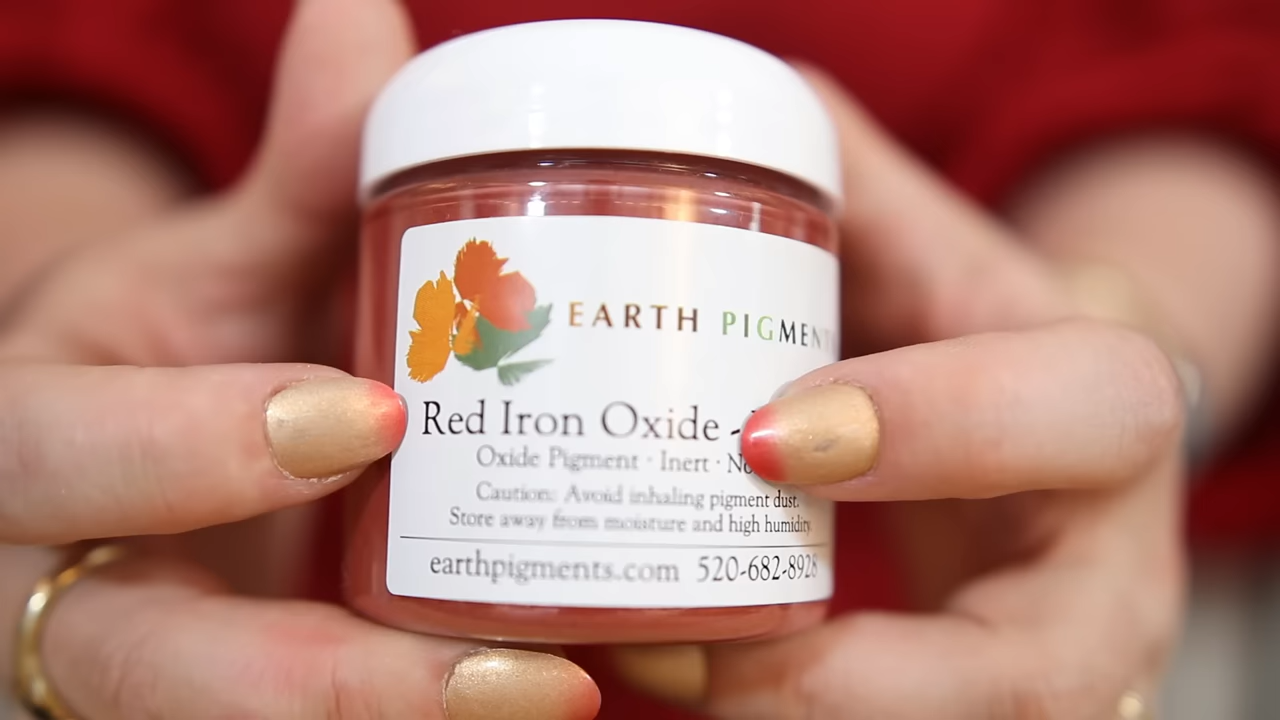 EARTH PIGMENT
Red Iron Oxide -
Oxide Pigment · Inert ·
Caution: Avoid inhaling pigment dust.
Store away from moisture and high humidity.
earthpigments.com 520-682-8928